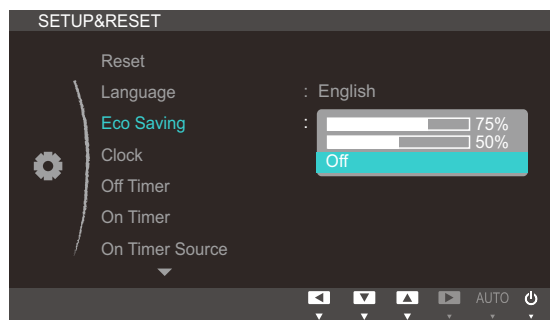 SETUP&RESET
Reset
Language : English
Eco Saving : 75%
50%
Off
Clock
Off Timer
On Timer
On Timer Source
AUTO